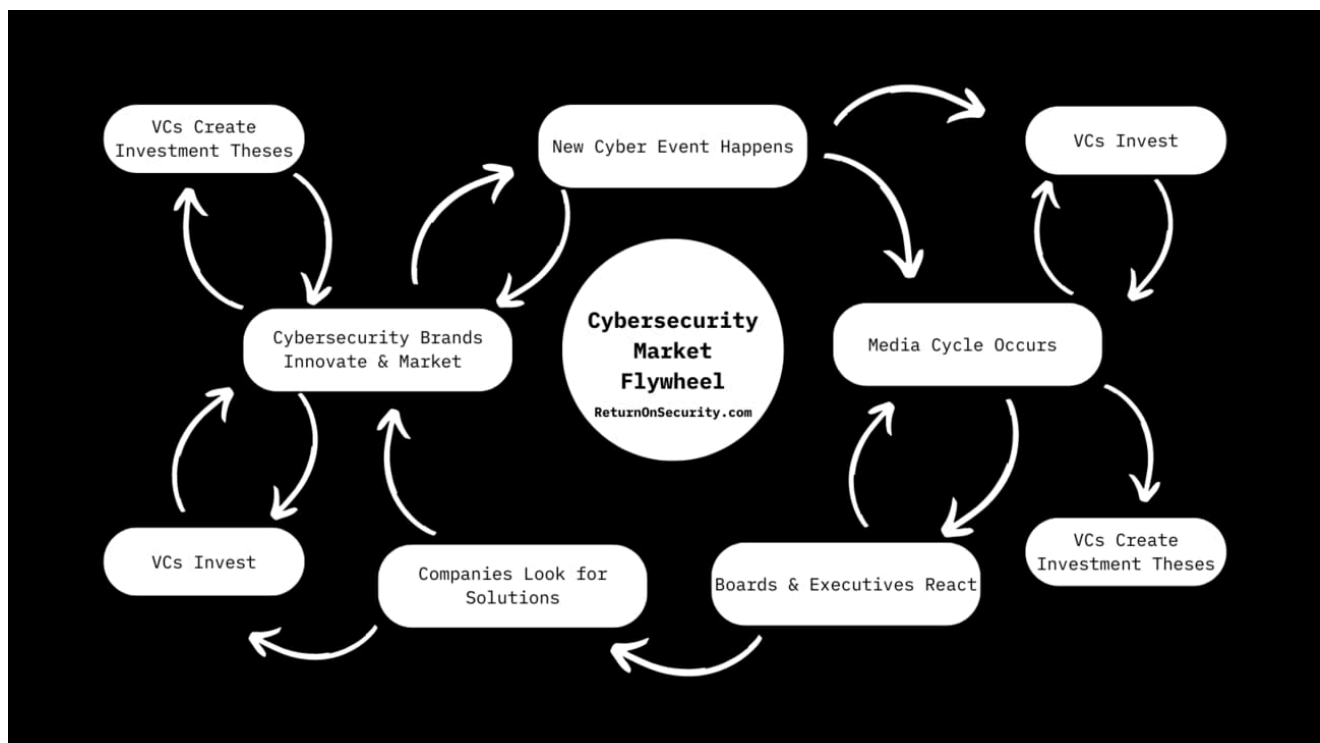 VCs Create
Investment Theses
New Cyber Event Happens
VCs Invest
Cybersecurity
Market
Flywheel
ReturnOnSecurity.com
Cybersecurity Brands
Innovate & Market
Media Cycle Occurs
VCs Invest
Companies Look for
Solutions
Boards & Executives React
VCs Create
Investment Theses